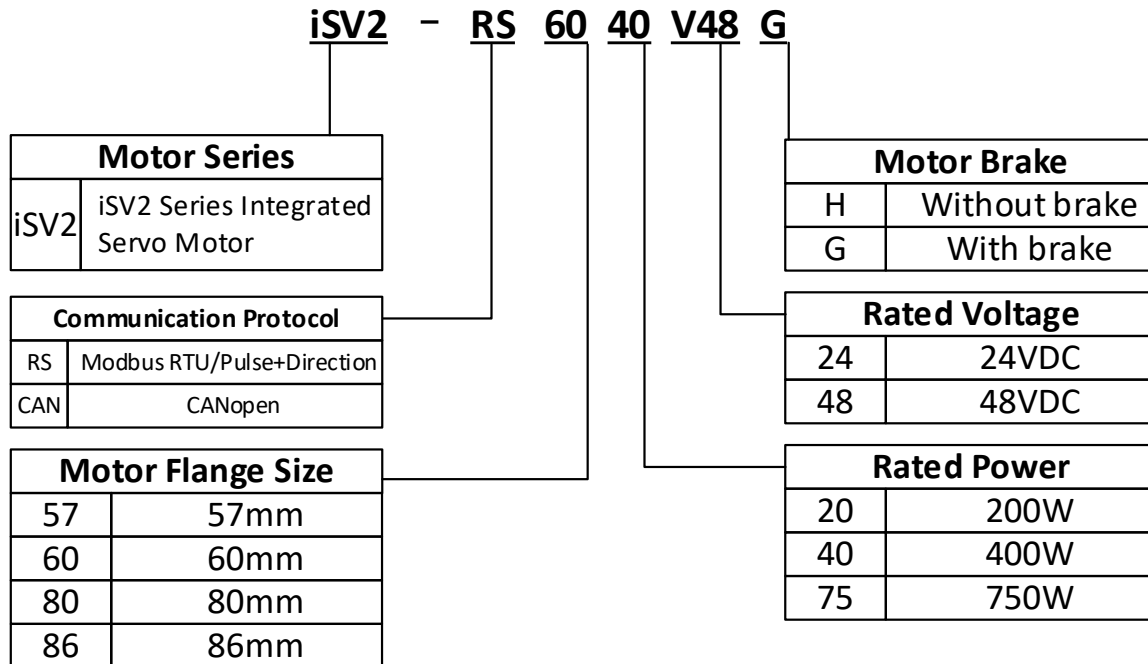 iSV2 - RS 60 40 V48 G
Motor Series
iSV2 iSV2 Series Integrated
Servo Motor
Communication Protocol
RS Modbus RTU/Pulse+Direction
CAN CANopen
Motor Flange Size
57 57mm
60 60mm
80 80mm
86 86mm
Motor Brake
H Without brake
G With brake
Rated Voltage
24 24VDC
48 48VDC
Rated Power
20 200W
40 400W
75 750W